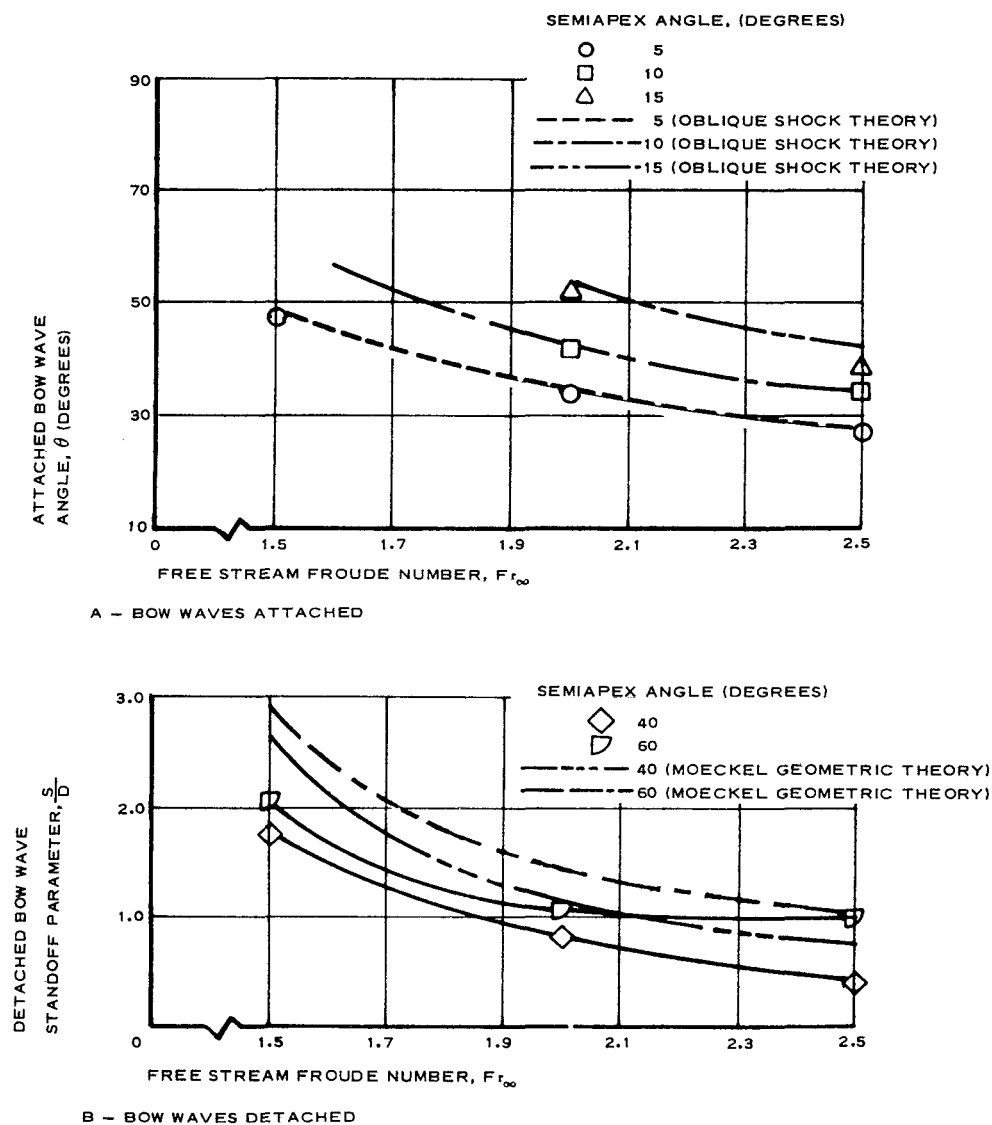 SEMIAPEX ANGLE, (DEGREES)
5
10
15
5 (OBLIQUE SHOCK THEORY)
10 (OBLIQUE SHOCK THEORY)
15 (OBLIQUE SHOCK THEORY)
90
70
50
30
10
ATTACHED BOW WAVE
ANGLE, θ (DEGREES)
0 1.5 1.7 1.9 2.1 2.3 2.5
FREE STREAM FROUDE NUMBER, Fr∞
A – BOW WAVES ATTACHED
SEMIAPEX ANGLE (DEGREES)
40
60
40 (MOECKEL GEOMETRIC THEORY)
60 (MOECKEL GEOMETRIC THEORY)
3.0
2.0
1.0
DETACHED BOW WAVE
STANDOFF PARAMETER, S/D
0 1.5 1.7 1.9 2.1 2.3 2.5
FREE STREAM FROUDE NUMBER, Fr∞
B – BOW WAVES DETACHED